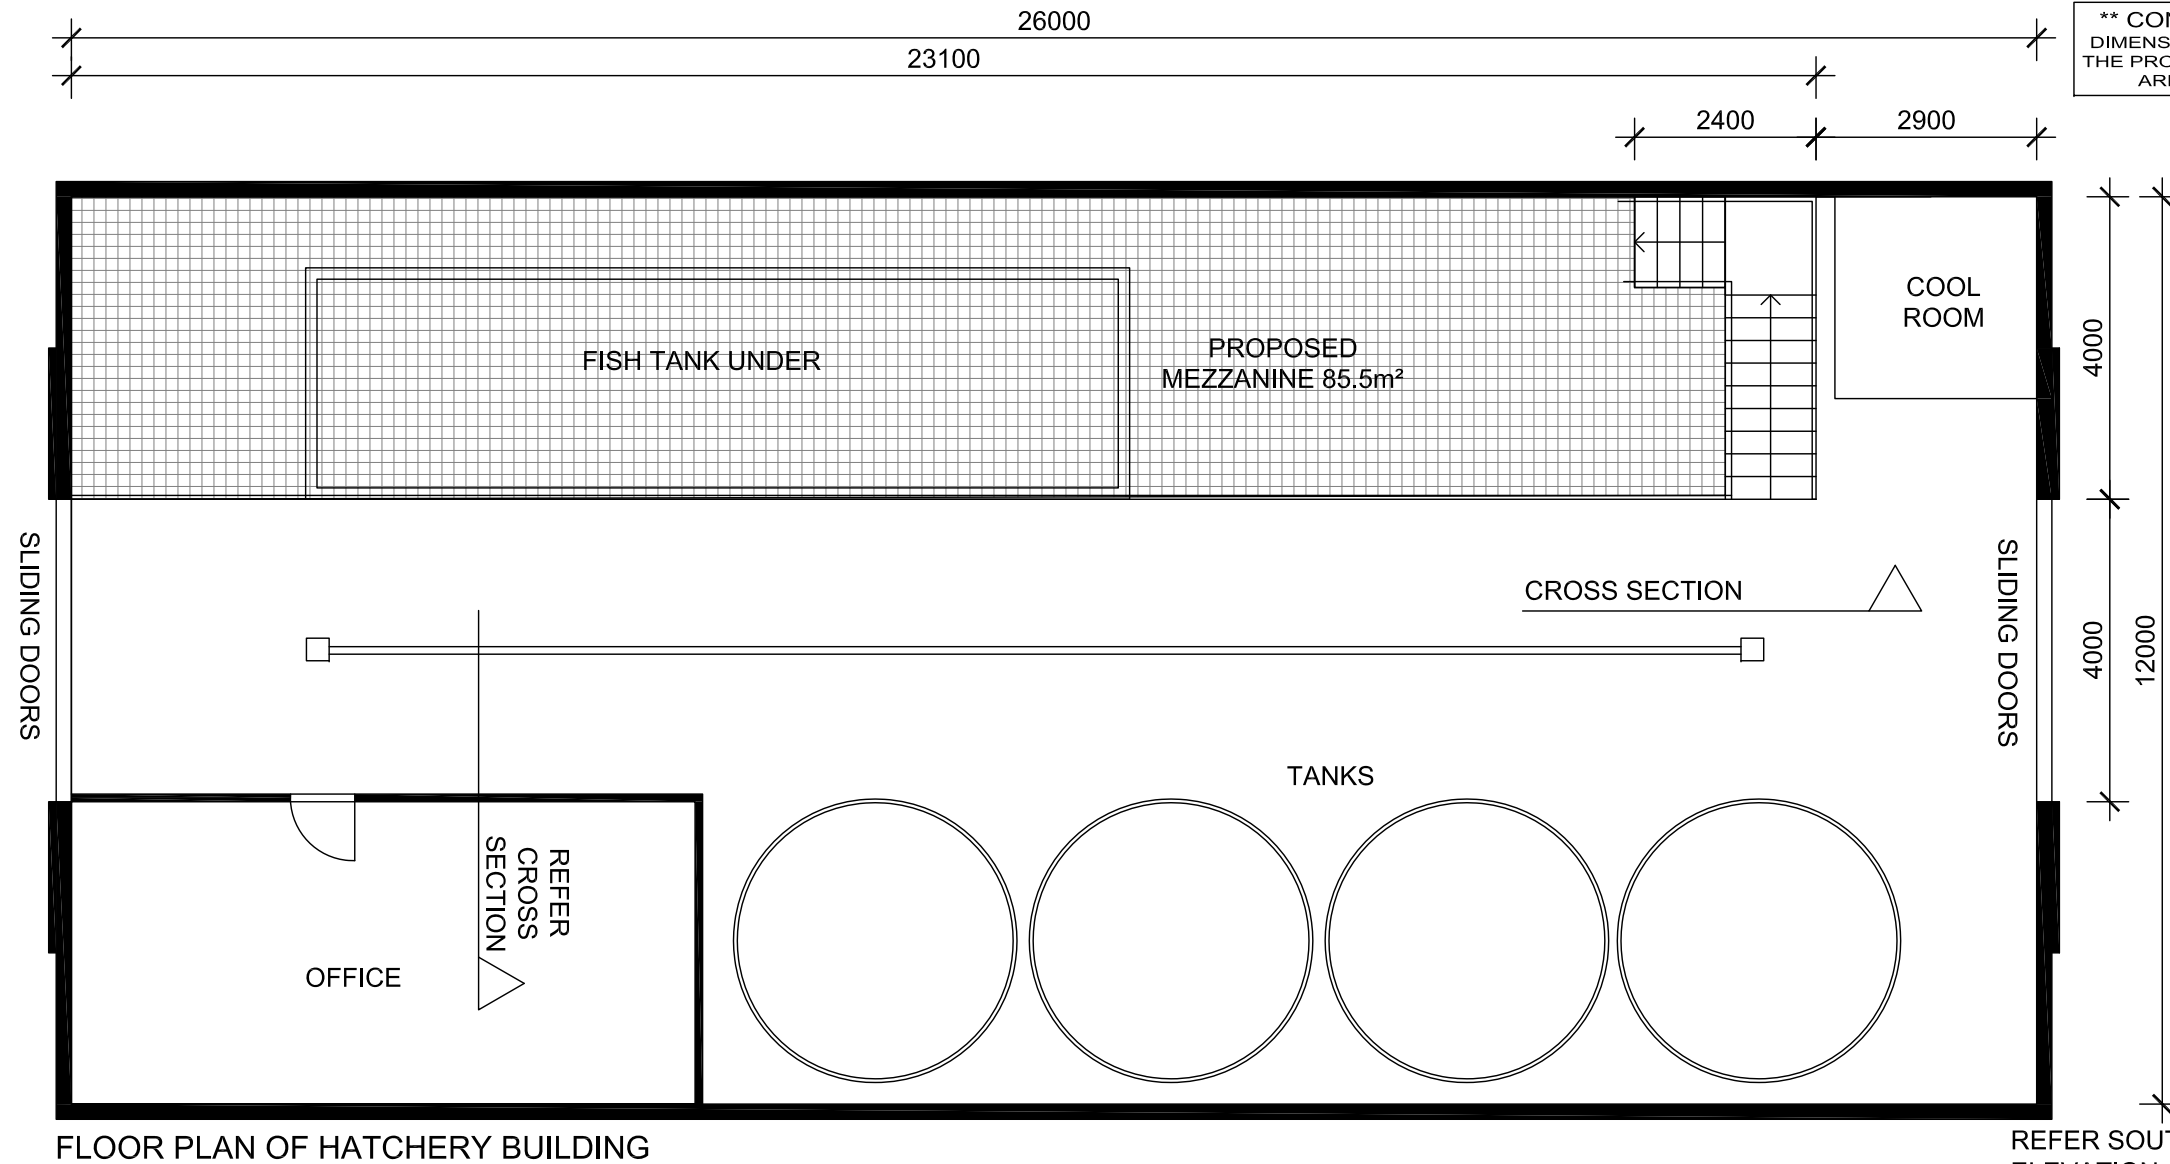 26000
23100
** CON
DIMENS
THE PRO
ARI
2400
2900
COOL
ROOM
4000
FISH TANK UNDER
PROPOSED
MEZZANINE 85.5m²
SLIDING DOORS
CROSS SECTION
SLIDING DOORS
4000
12000
TANKS
REFER
CROSS
SECTION
OFFICE
FLOOR PLAN OF HATCHERY BUILDING
REFER SOUT